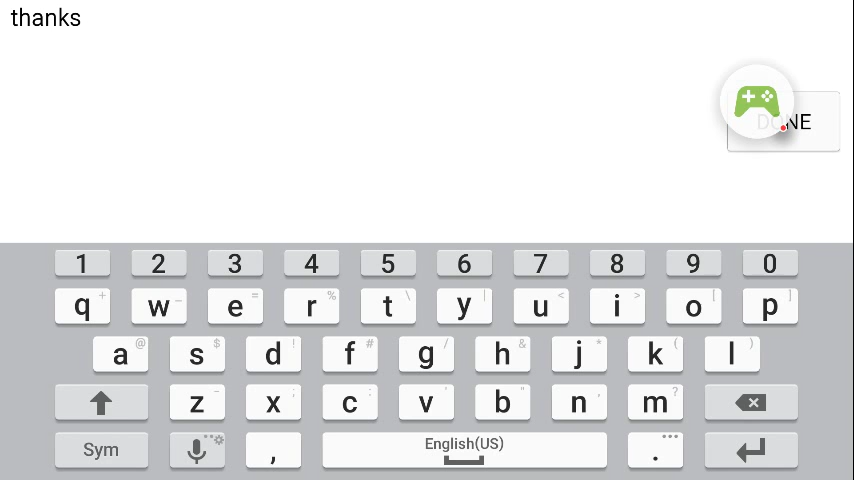 thanks
DONE
1 2 3 4 5 6 7 8 9 0
q + w - e = r % t \ y | u < i > o [ p ]
a @ s $ d ! f # g / h & j * k ( l )
z - x ; c : v ' b " n , m ?
Sym , English(US) .